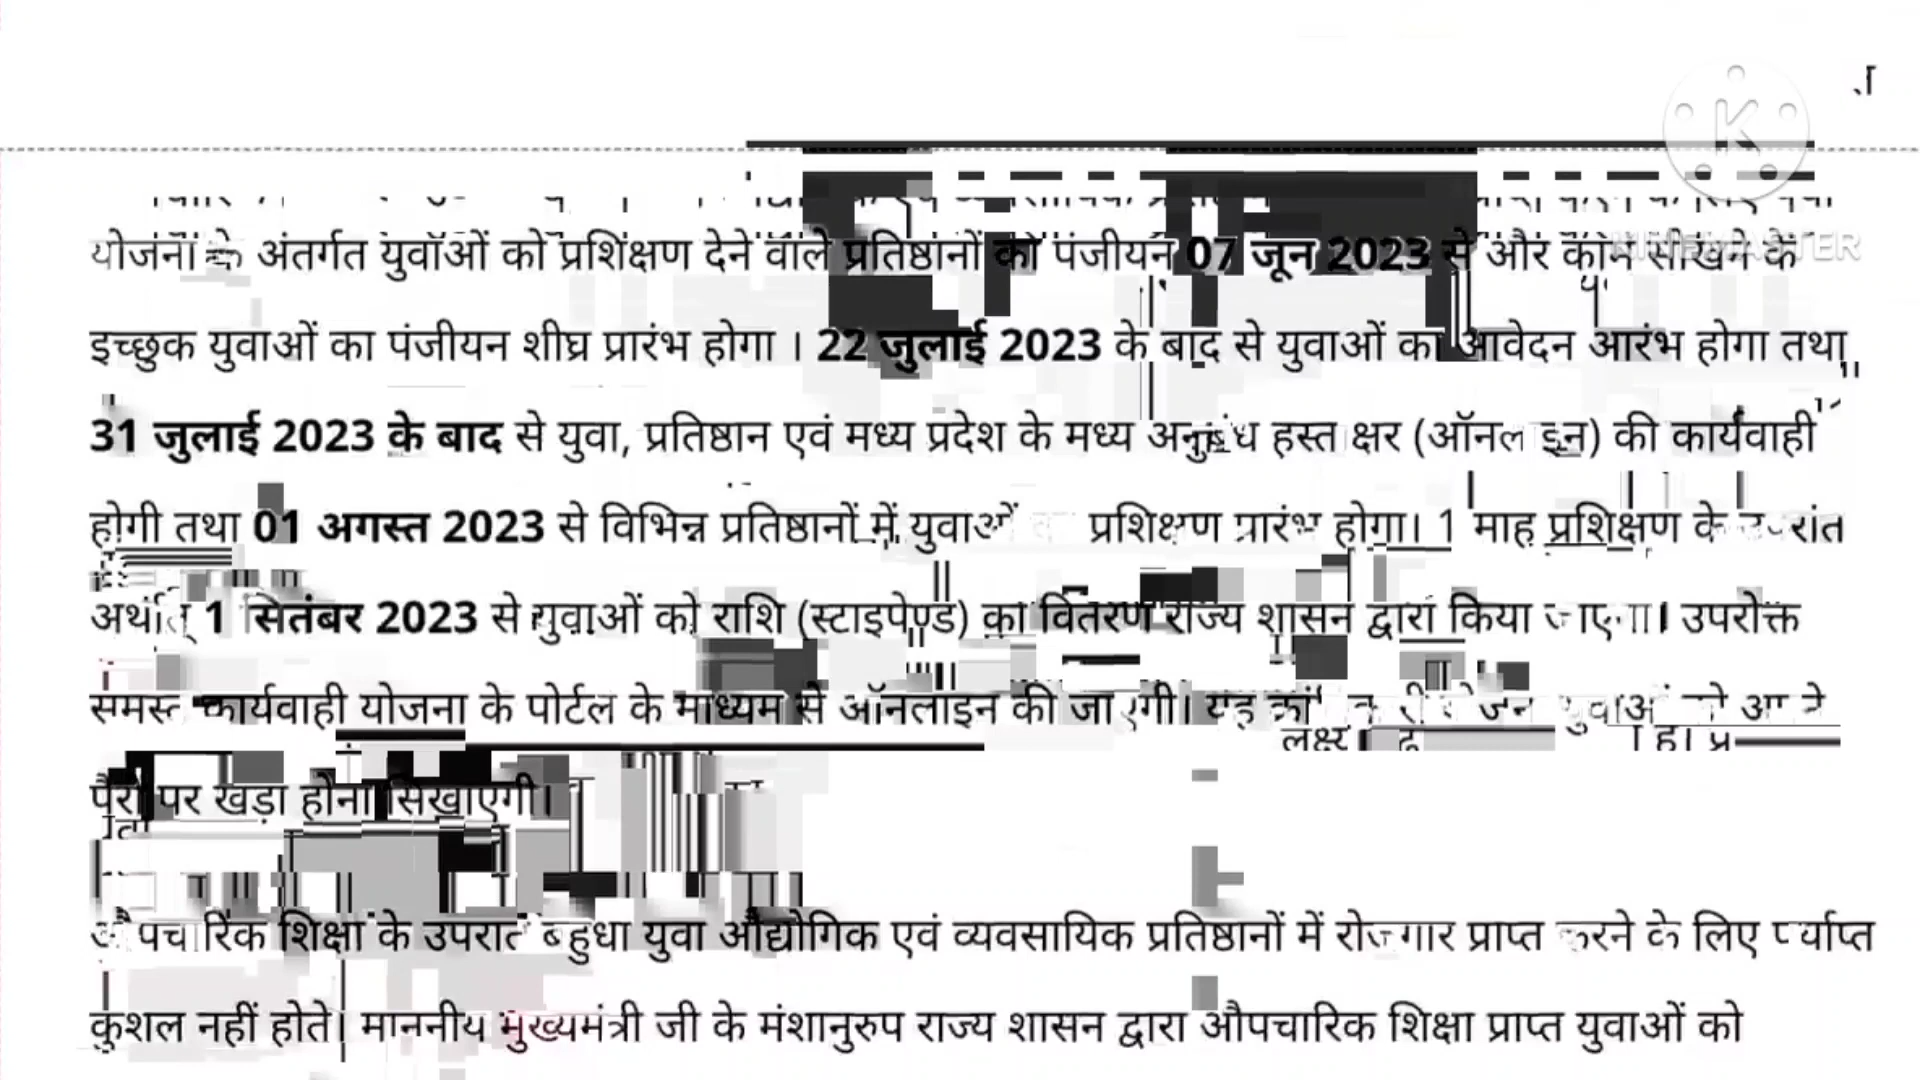 योजना के अंतर्गत युवाओं को प्रशिक्षण देने वाले प्रतिष्ठानों का पंजीयन 07 जून 2023 से और काम सीखने के
इच्छुक युवाओं का पंजीयन शीघ्र प्रारंभ होगा । 22 जुलाई 2023 के बाद से युवाओं का आवेदन आरंभ होगा तथा
31 जुलाई 2023 के बाद से युवा, प्रतिष्ठान एवं मध्य प्रदेश के मध्य अनुबंध हस्ताक्षर (ऑनलाइन) की कार्यवाही
होगी तथा 01 अगस्त 2023 से विभिन्न प्रतिष्ठानों में युवाओं प्रशिक्षण प्रारंभ होगा। 1 माह प्रशिक्षण के उपरांत
अर्थात् 1 सितंबर 2023 से युवाओं को राशि (स्टाइपेण्ड) का वितरण राज्य शासन द्वारा किया जाएगा। उपरोक्त
समस्त कार्यवाही योजना के पोर्टल के माध्यम से ऑनलाइन की जाएगी। यह
पैरों पर खड़ा होना सिखाएगी।
औपचारिक शिक्षा के उपरांत बहुधा युवा औद्योगिक एवं व्यवसायिक प्रतिष्ठानों में रोजगार प्राप्त करने के लिए पर्याप्त
कुशल नहीं होते। माननीय मुख्यमंत्री जी के मंशानुरुप राज्य शासन द्वारा औपचारिक शिक्षा प्राप्त युवाओं को